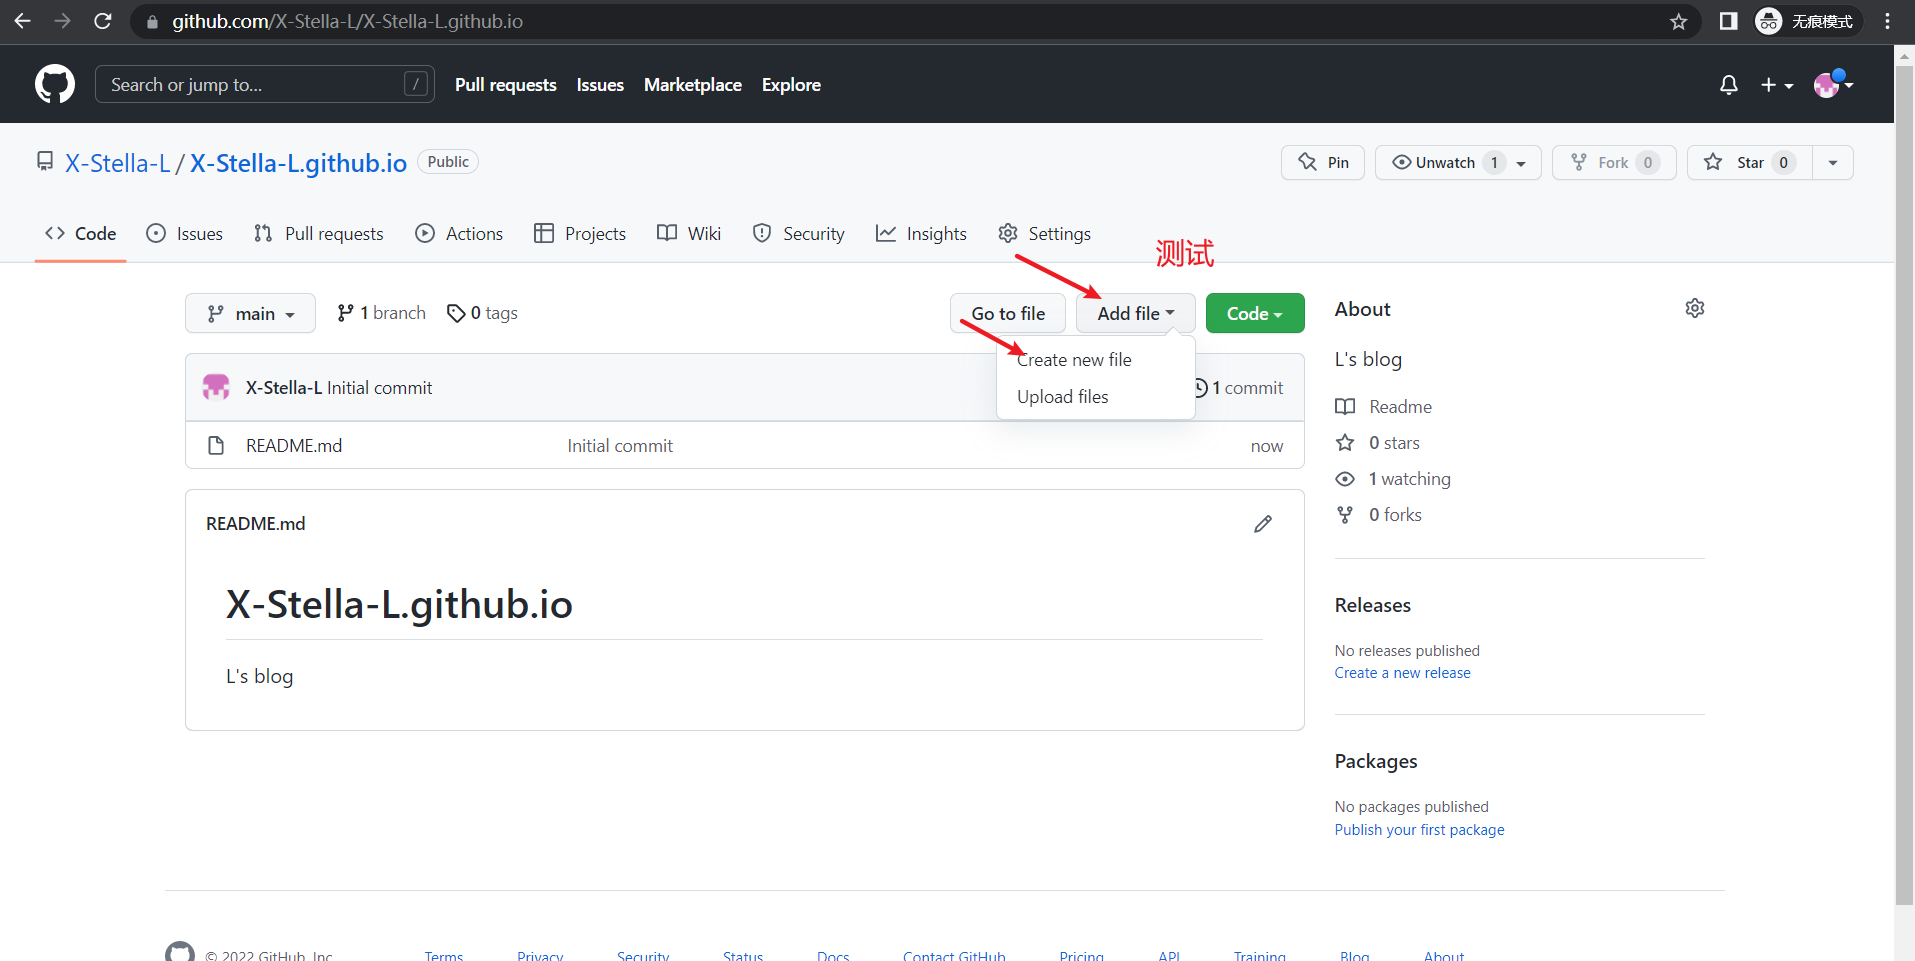 github.com/X-Stella-L/X-Stella-L.github.io
无痕模式
Search or jump to...
/
Pull requests
Issues
Marketplace
Explore
X-Stella-L / X-Stella-L.github.io
Public
Pin
Unwatch 1
Fork 0
Star 0
Code
Issues
Pull requests
Actions
Projects
Wiki
Security
Insights
Settings
测试
main
1 branch
0 tags
Go to file
Add file
Code
Create new file
Upload files
X-Stella-L Initial commit
1 commit
README.md
Initial commit
now
README.md
X-Stella-L.github.io
L's blog
About
L's blog
Readme
0 stars
1 watching
0 forks
Releases
No releases published
Create a new release
Packages
No packages published
Publish your first package
© 2022 GitHub, Inc.
Terms
Privacy
Security
Status
Docs
Contact GitHub
Pricing
API
Training
Blog
About